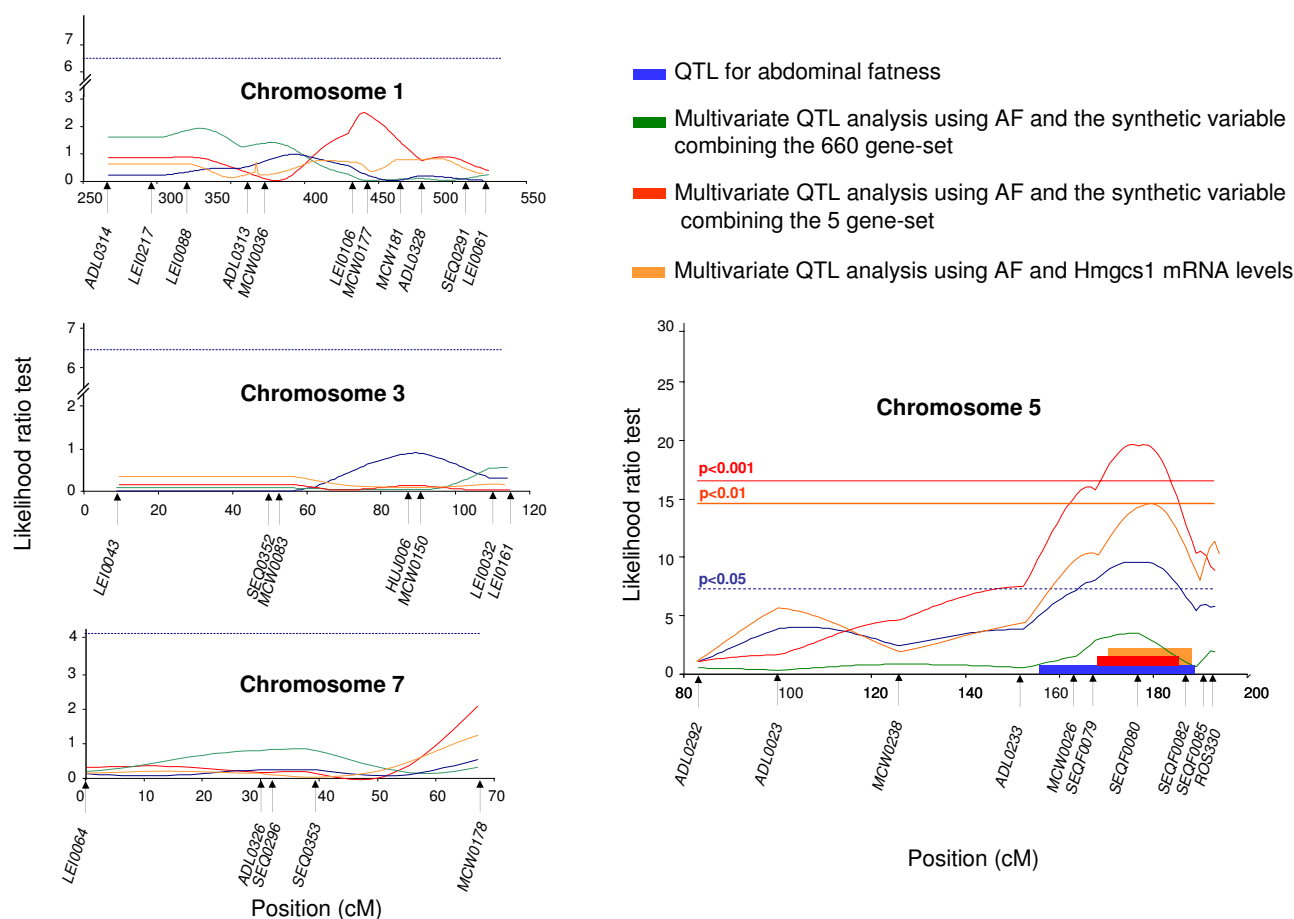 7
6
3
2
1
0
Chromosome 1
250
300
350
400
450
500
550
ADL0314
LEI0217
LEI0088
ADL0313
MCW0036
LEI0106
MCW0177
MCW181
ADL0328
SEQ0291
LEI0061
QTL for abdominal fatness
Multivariate QTL analysis using AF and the synthetic variable
combining the 660 gene-set
Multivariate QTL analysis using AF and the synthetic variable
combining the 5 gene-set
Multivariate QTL analysis using AF and Hmgcs1 mRNA levels
Likelihood ratio test
7
6
2
1
0
Chromosome 3
0
20
40
60
80
100
120
LEI0043
SEQ0352
MCW0083
HUJ006
MCW0150
LEI0032
LEI0161
4
3
2
1
0
Chromosome 7
0
10
20
30
40
50
60
70
LEI0064
ADL0326
SEQ0296
SEQ0353
MCW0178
Position (cM)
Likelihood ratio test
30
25
20
15
10
5
0
Chromosome 5
p<0.001
p<0.01
p<0.05
80
100
120
140
160
180
200
ADL0292
ADL0023
MCW0238
ADL0233
MCW0026
SEQF0079
SEQF0080
SEQF0082
SEQF0085
ROS330
Position (cM)